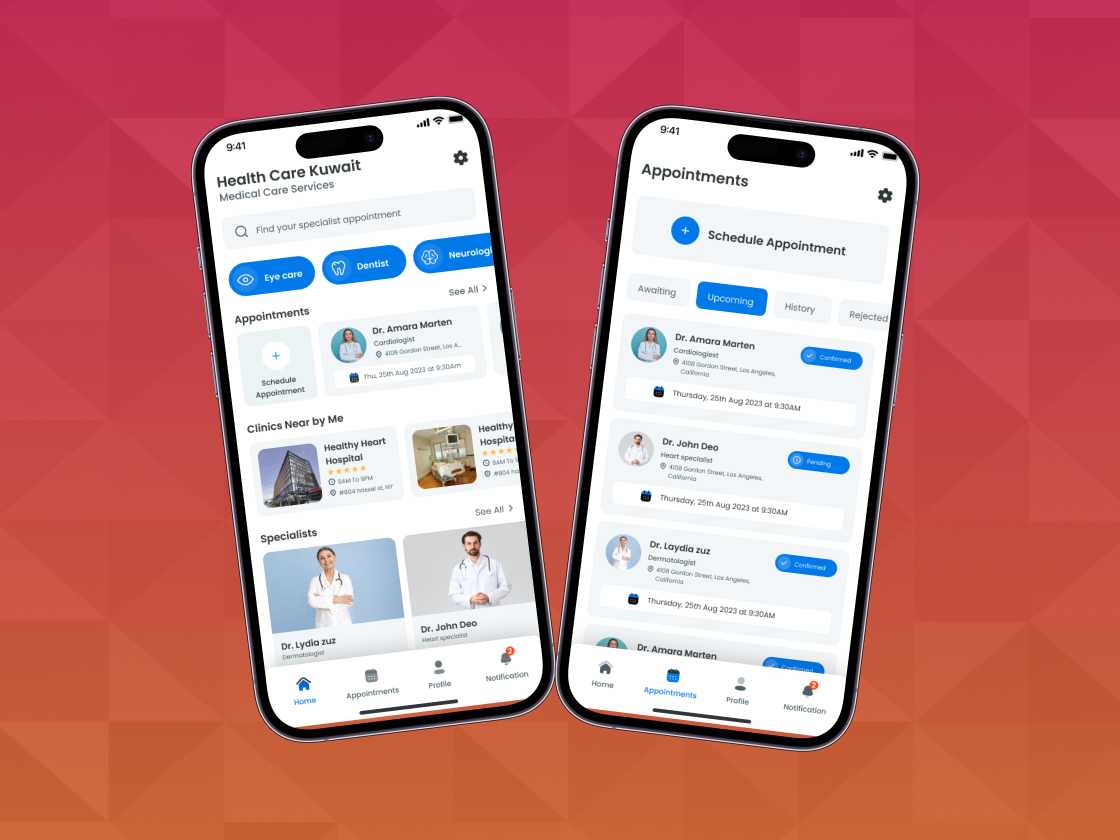 9:41
Health Care Kuwait
Medical Care Services
Find your specialist appointment
Eye care
Dentist
Neurologi
See All
Appointments
Schedule
Appointment
Dr. Amara Marten
Cardiologist
4108 Gordon Street, Los A...
Thu, 25th Aug 2023 at 9:30Am
Clinics Near by Me
Healthy Heart
Hospital
9AM To 9PM
#804 hassel st, NY
Healthy
Hospita
9AM To 9
#804 ha
See All
Specialists
Dr. Lydia zuz
Dermatologist
Dr. John Deo
Heart specialist
Home
Appointments
Profile
2
Notification
9:41
Appointments
Schedule Appointment
Awaiting
Upcoming
History
Rejected
Dr. Amara Marten
Cardiologiest
4108 Gordon Street, Los Angeles,
California
Confirmed
Thursday, 25th Aug 2023 at 9:30AM
Dr. John Deo
Heart specialist
4108 Gordon Street, Los Angeles,
California
Pending
Thursday, 25th Aug 2023 at 9:30AM
Dr. Laydia zuz
Dermatologist
4108 Gordon Street, Los Angeles,
California
Confirmed
Thursday, 25th Aug 2023 at 9:30AM
Dr. Amara Marten
Confirmed
Home
Appointments
Profile
2
Notification